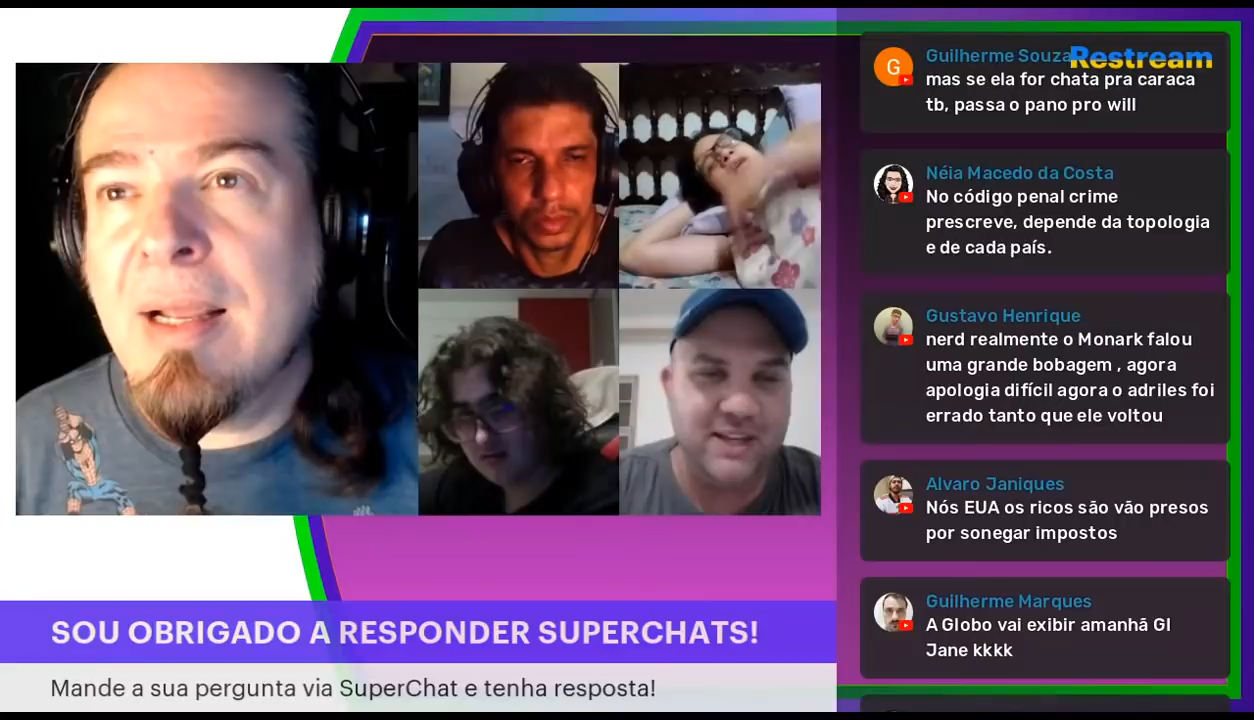 Restream
G
Guilherme Souza
mas se ela for chata pra caraca
tb, passa o pano pro will
Néia Macedo da Costa
No código penal crime
prescreve, depende da topologia
e de cada país.
Gustavo Henrique
nerd realmente o Monark falou
uma grande bobagem , agora
apologia difícil agora o adriles foi
errado tanto que ele voltou
Alvaro Janiques
Nós EUA os ricos são vão presos
por sonegar impostos
Guilherme Marques
A Globo vai exibir amanhã GI
Jane kkkk
SOU OBRIGADO A RESPONDER SUPERCHATS!
Mande a sua pergunta via SuperChat e tenha resposta!